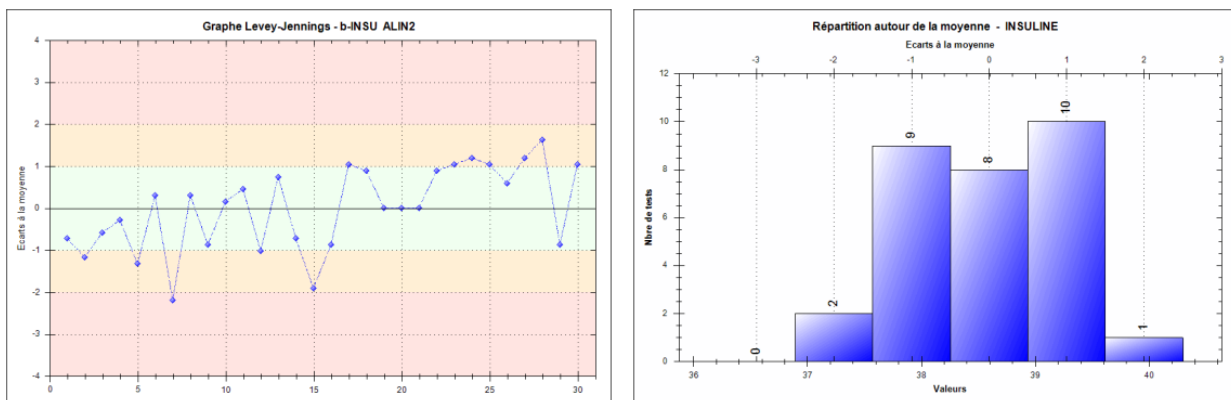 Graphe Levey-Jennings - b-INSU ALIN2
4
3
2
1
0
-1
-2
-3
-4
Ecarts à la moyenne
0 5 10 15 20 25 30
Répartition autour de la moyenne - INSULINE
Ecarts à la moyenne
-3 -2 -1 0 1 2 3
12
10
8
6
4
2
0
Nbre de tests
0 2 9 8 10 1
36 37 38 39 40
Valeurs